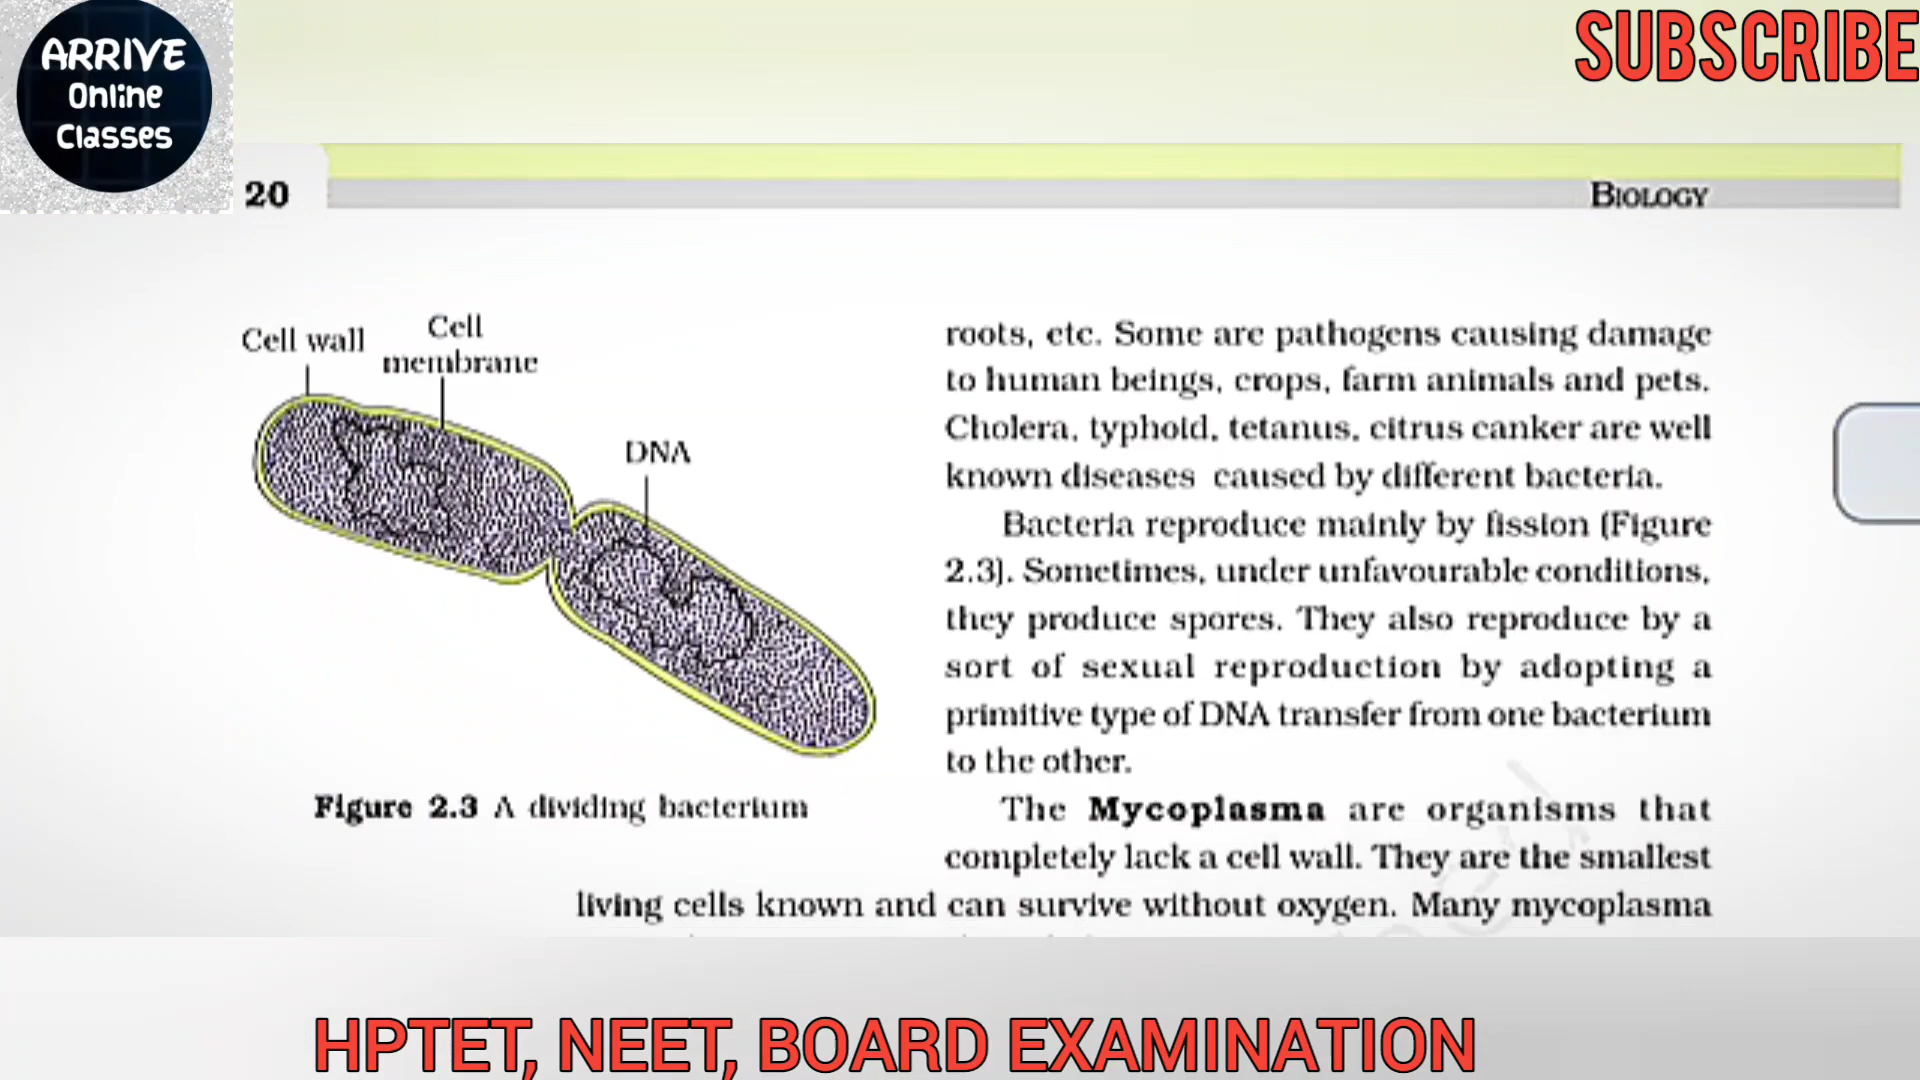 ARRIVE
Online
Classes
SUBSCRIBE
20
BIOLOGY
Cell wall
Cell
membrane
DNA
Figure 2.3 A dividing bacterium
roots, etc. Some are pathogens causing damage
to human beings, crops, farm animals and pets.
Cholera, typhoid, tetanus, citrus canker are well
known diseases caused by different bacteria.
Bacteria reproduce mainly by fission (Figure
2.3). Sometimes, under unfavourable conditions,
they produce spores. They also reproduce by a
sort of sexual reproduction by adopting a
primitive type of DNA transfer from one bacterium
to the other.
The Mycoplasma are organisms that
completely lack a cell wall. They are the smallest
living cells known and can survive without oxygen. Many mycoplasma
HPTET, NEET, BOARD EXAMINATION